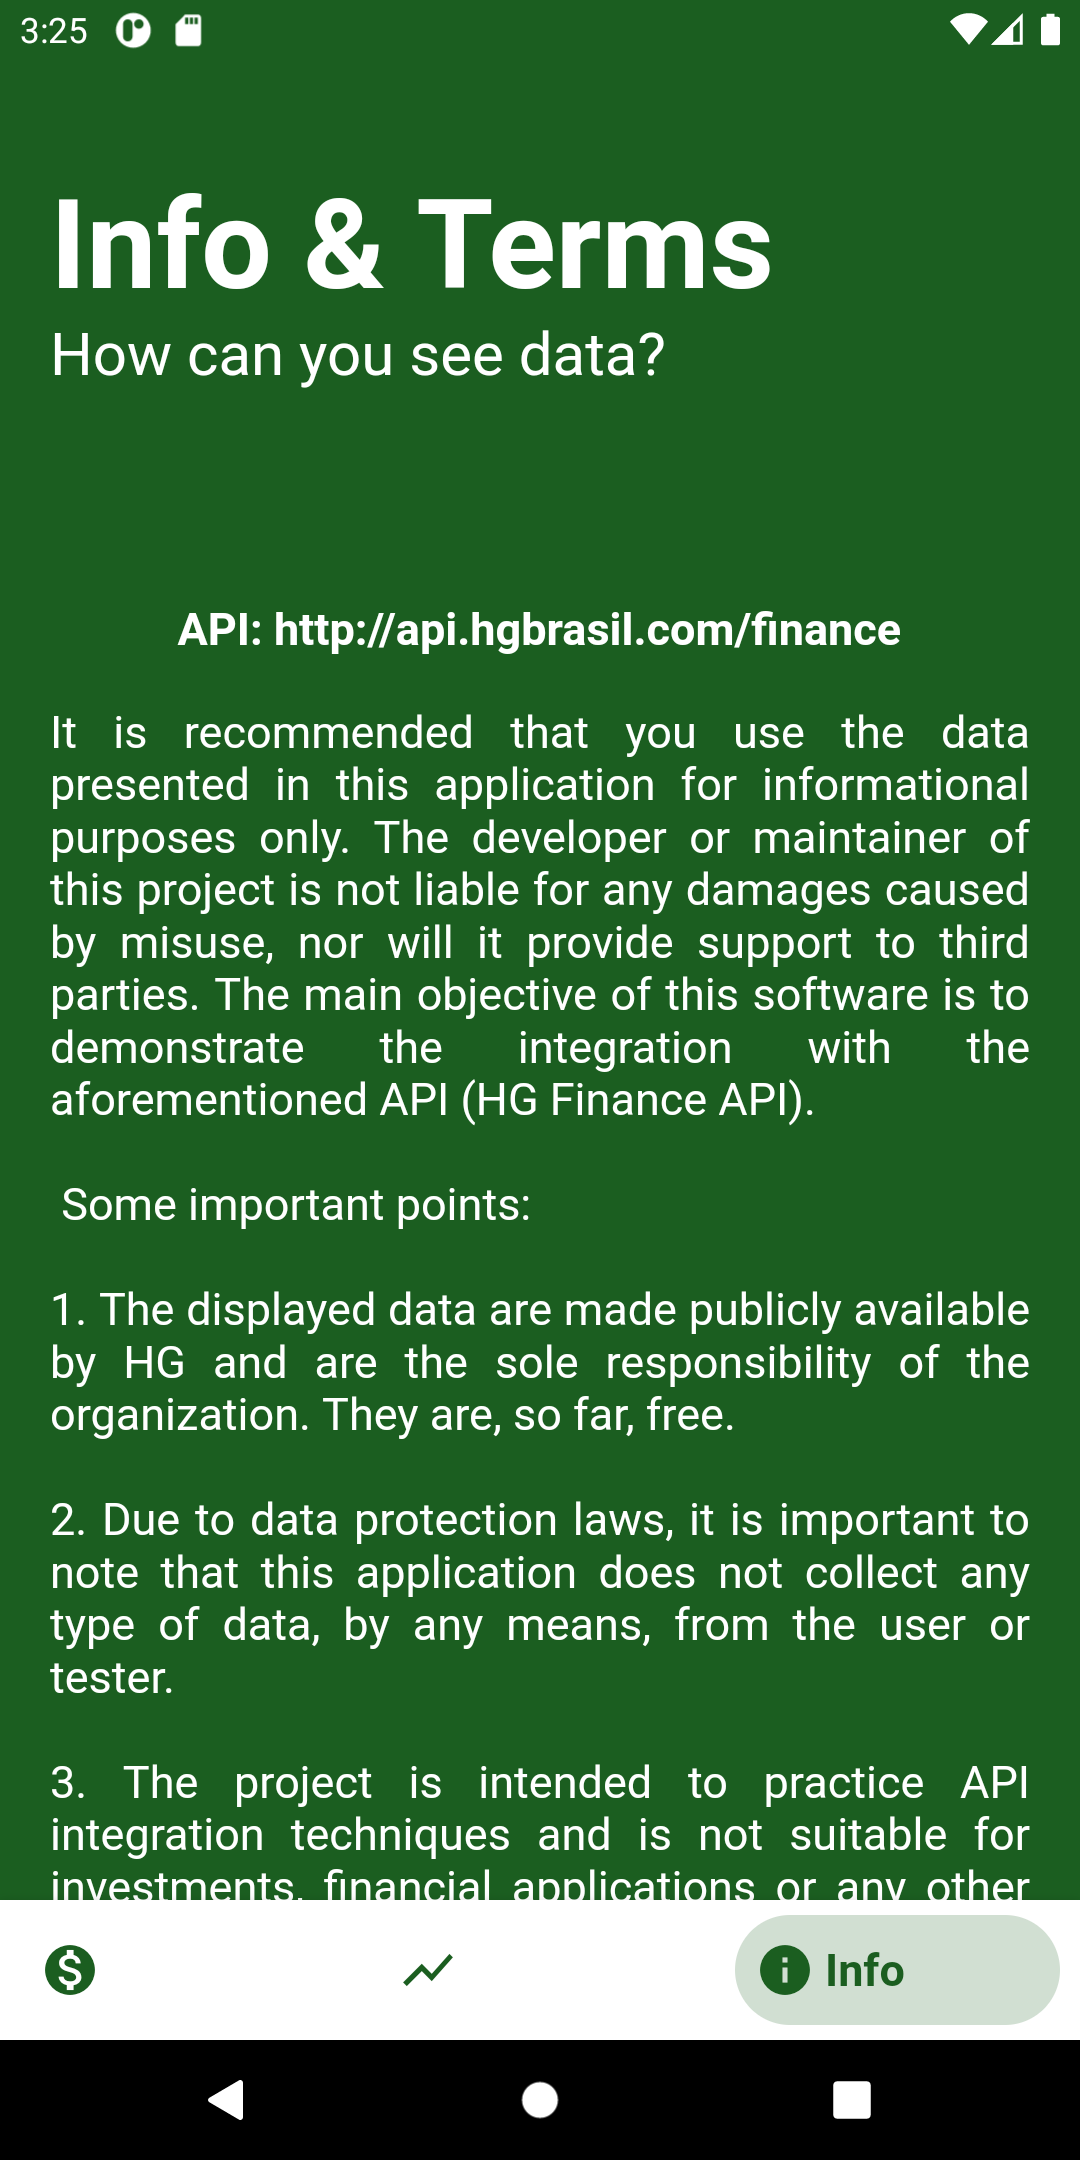 3:25
Info & Terms
How can you see data?
API: http://api.hgbrasil.com/finance
It is recommended that you use the data
presented in this application for informational
purposes only. The developer or maintainer of
this project is not liable for any damages caused
by misuse, nor will it provide support to third
parties. The main objective of this software is to
demonstrate the integration with the
aforementioned API (HG Finance API).
Some important points:
1. The displayed data are made publicly available
by HG and are the sole responsibility of the
organization. They are, so far, free.
2. Due to data protection laws, it is important to
note that this application does not collect any
type of data, by any means, from the user or
tester.
3. The project is intended to practice API
integration techniques and is not suitable for
investments, financial applications or any other
Info